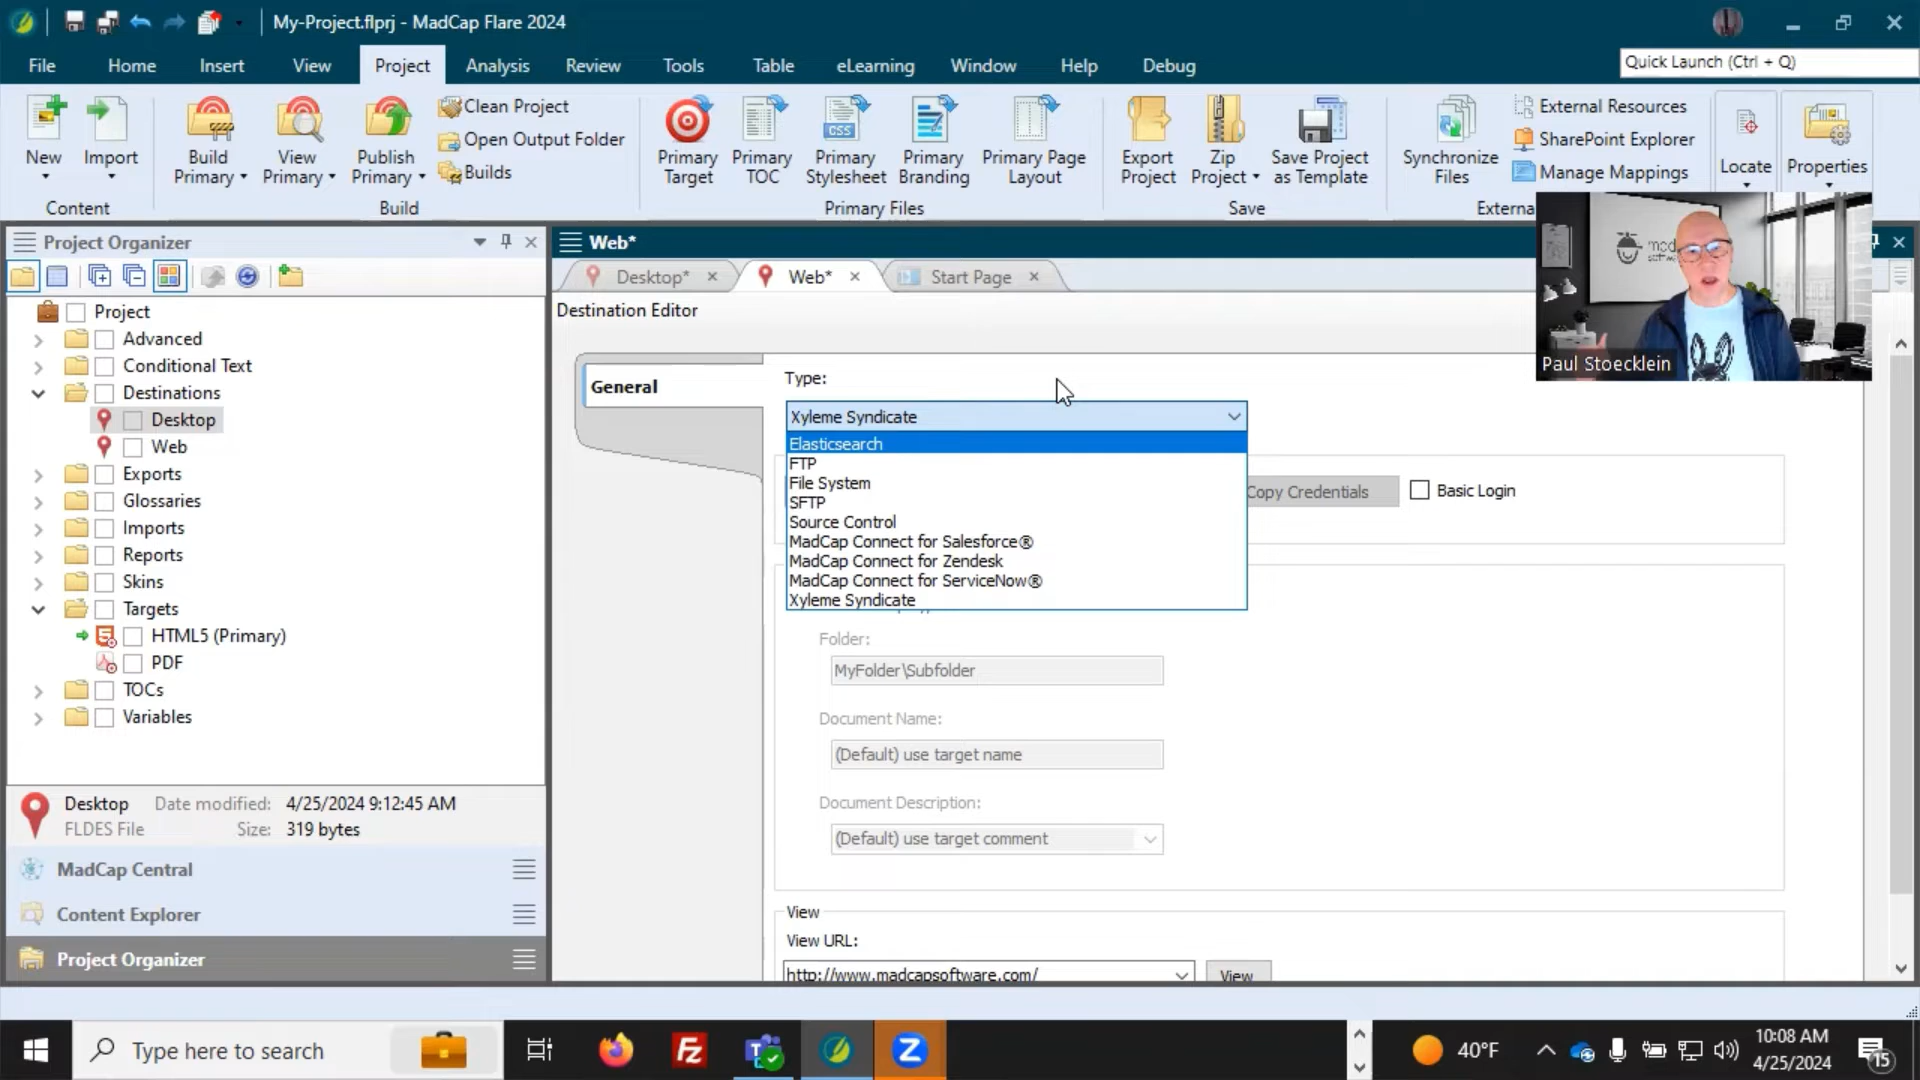 My-Project.flprj - MadCap Flare 2024
File Home Insert View Project Analysis Review Tools Table eLearning Window Help Debug
Quick Launch (Ctrl + Q)
New
Import
Content
Build Primary
View Primary
Publish Primary
Clean Project
Open Output Folder
Builds
Build
Primary Target
Primary TOC
CSS
Primary Stylesheet
Primary Branding
Primary Page Layout
Primary Files
Export Project
Zip Project
Save Project as Template
Save
Synchronize Files
External Resources
SharePoint Explorer
Manage Mappings
Externa
Locate
Properties
Project Organizer
Project
Advanced
Conditional Text
Destinations
Desktop
Web
Exports
Glossaries
Imports
Reports
Skins
Targets
HTML5 (Primary)
PDF
TOCs
Variables
Desktop Date modified: 4/25/2024 9:12:45 AM
FLDES File Size: 319 bytes
MadCap Central
Content Explorer
Project Organizer
Web*
Desktop* Web* Start Page
Destination Editor
General
Type:
Xyleme Syndicate
Elasticsearch
FTP
File System
SFTP
Source Control
MadCap Connect for Salesforce®
MadCap Connect for Zendesk
MadCap Connect for ServiceNow®
Xyleme Syndicate
Copy Credentials Basic Login
Folder:
MyFolder\Subfolder
Document Name:
(Default) use target name
Document Description:
(Default) use target comment
View
View URL:
http://www.madcapsoftware.com/ View
Paul Stoecklein
Type here to search
Fz
Z
40°F
10:08 AM
4/25/2024
15